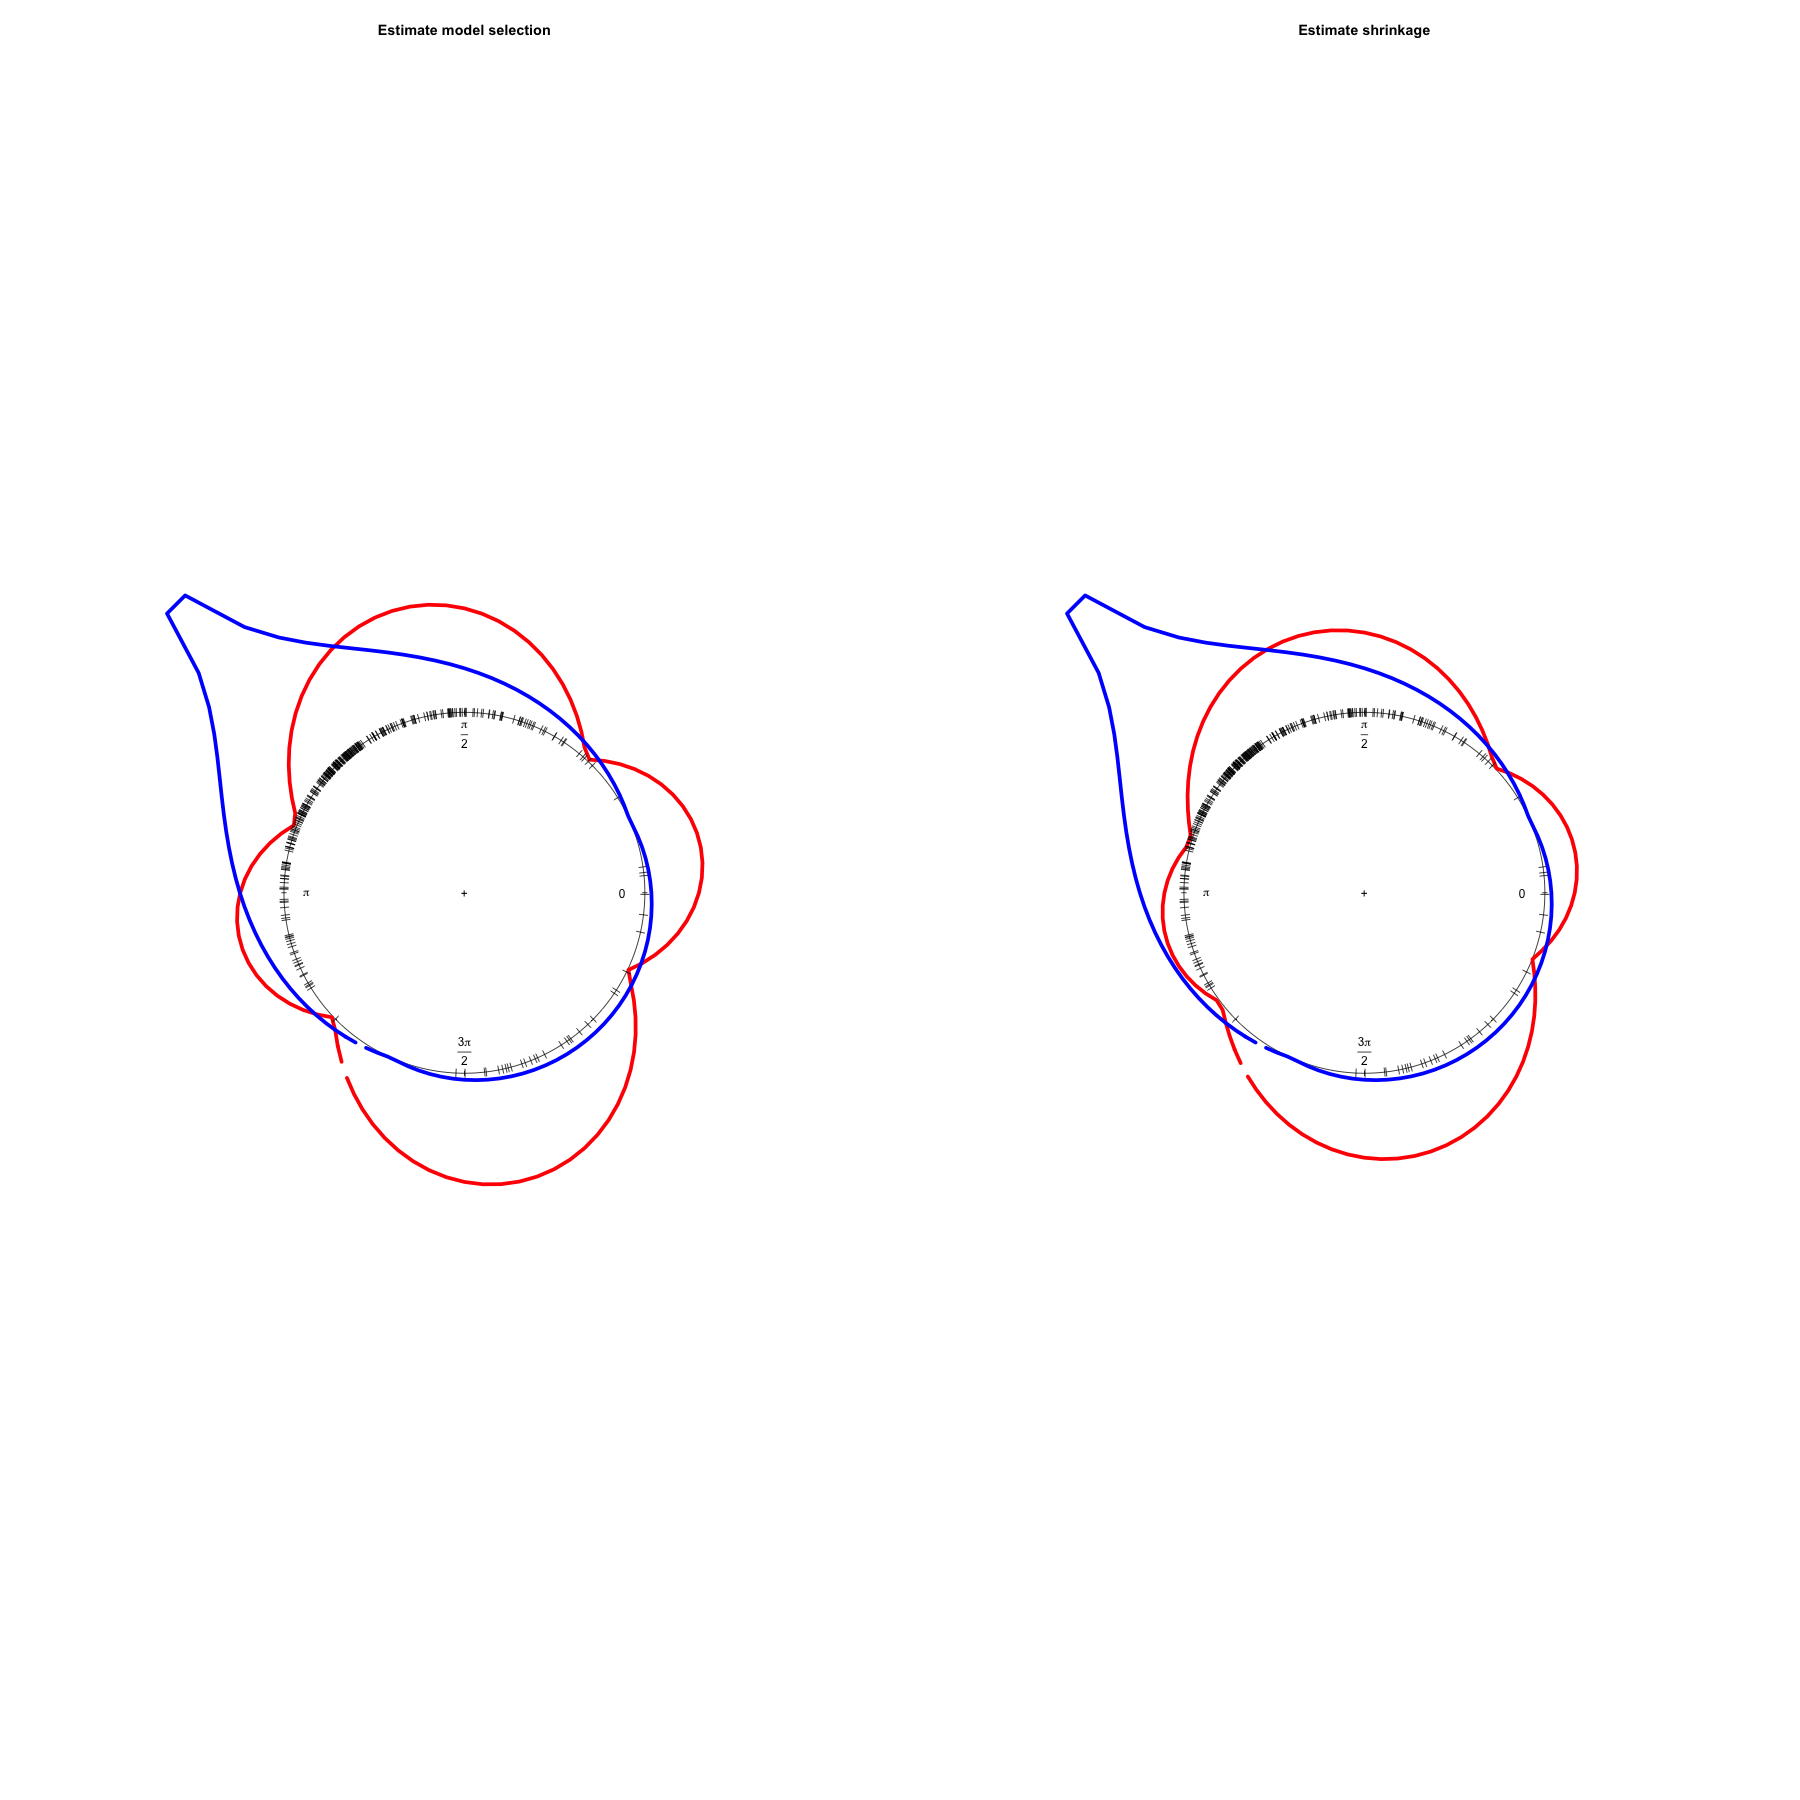 Estimate model selection
Estimate shrinkage
π
2
π
+
0
3π
2
π
2
π
+
0
3π
2